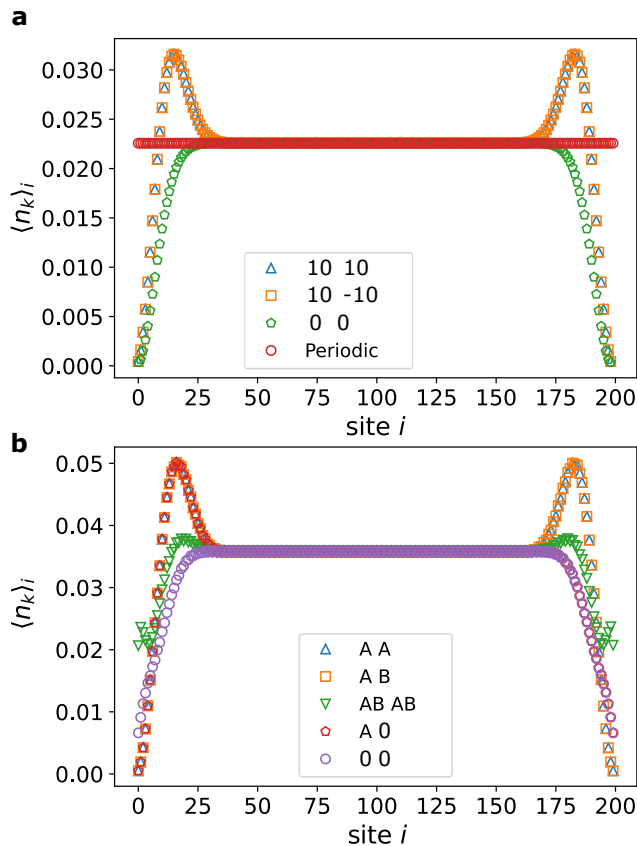 a
⟨n_k⟩_i
0.030
0.025
0.020
0.015
0.010
0.005
0.000
10 10
10 -10
0 0
Periodic
0 25 50 75 100 125 150 175 200
site i
b
⟨n_k⟩_i
0.05
0.04
0.03
0.02
0.01
0.00
A A
A B
AB AB
A 0
0 0
0 25 50 75 100 125 150 175 200
site i